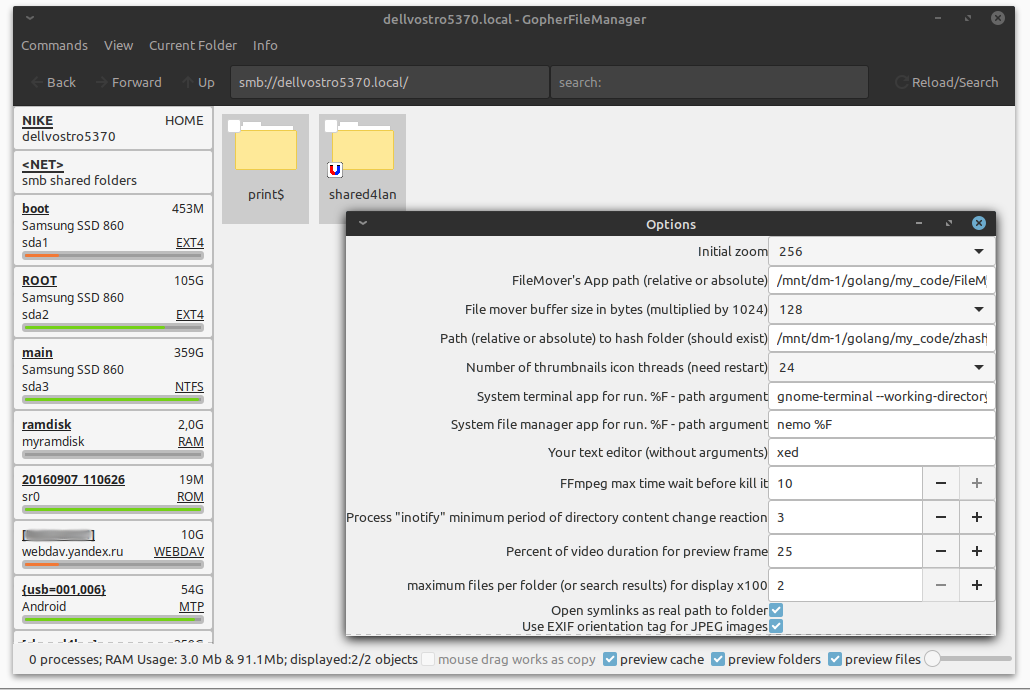 dellvostro5370.local - GopherFileManager
Commands View Current Folder Info
Back Forward Up smb://dellvostro5370.local/ search: Reload/Search
NIKE HOME
dellvostro5370
<NET>
smb shared folders
boot 453M
Samsung SSD 860
sda1 EXT4
ROOT 105G
Samsung SSD 860
sda2 EXT4
main 359G
Samsung SSD 860
sda3 NTFS
ramdisk 2,0G
myramdisk RAM
20160907_110626 19M
sr0 ROM
[ ] 10G
webdav.yandex.ru WEBDAV
{usb=001,006} 54G
Android MTP
print$
shared4lan
Options
Initial zoom 256
FileMover's App path (relative or absolute) /mnt/dm-1/golang/my_code/FileM
File mover buffer size in bytes (multiplied by 1024) 128
Path (relative or absolute) to hash folder (should exist) /mnt/dm-1/golang/my_code/zhash
Number of thumbnails icon threads (need restart) 24
System terminal app for run. %F - path argument gnome-terminal --working-directory
System file manager app for run. %F - path argument nemo %F
Your text editor (without arguments) xed
FFmpeg max time wait before kill it 10
Process "inotify" minimum period of directory content change reaction 3
Percent of video duration for preview frame 25
maximum files per folder (or search results) for display x100 2
Open symlinks as real path to folder
Use EXIF orientation tag for JPEG images
0 processes; RAM Usage: 3.0 Mb & 91.1Mb; displayed:2/2 objects mouse drag works as copy preview cache preview folders preview files